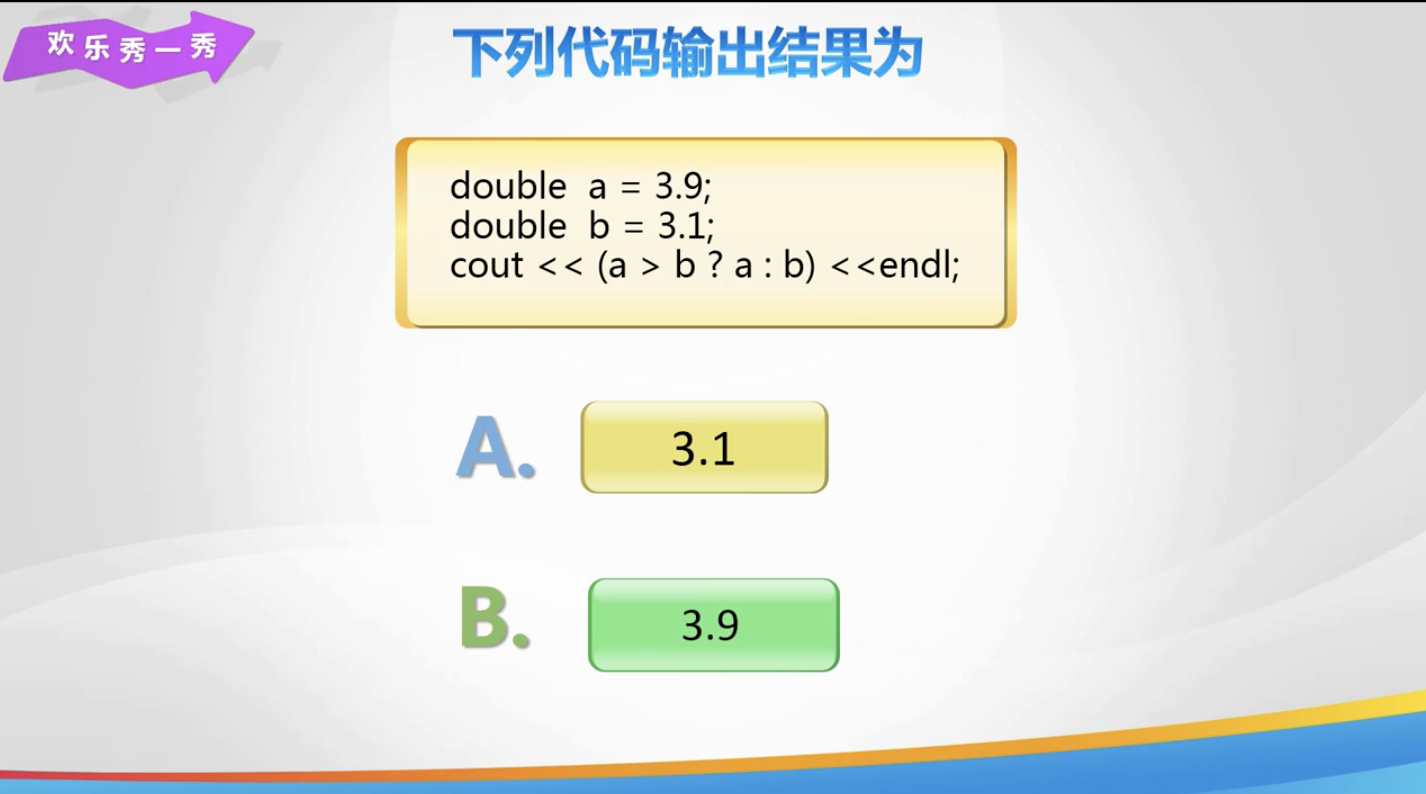 欢乐秀一秀
下列代码输出结果为
double  a = 3.9;
double  b = 3.1;
cout << (a > b ? a : b) <<endl;
A.
3.1
B.
3.9